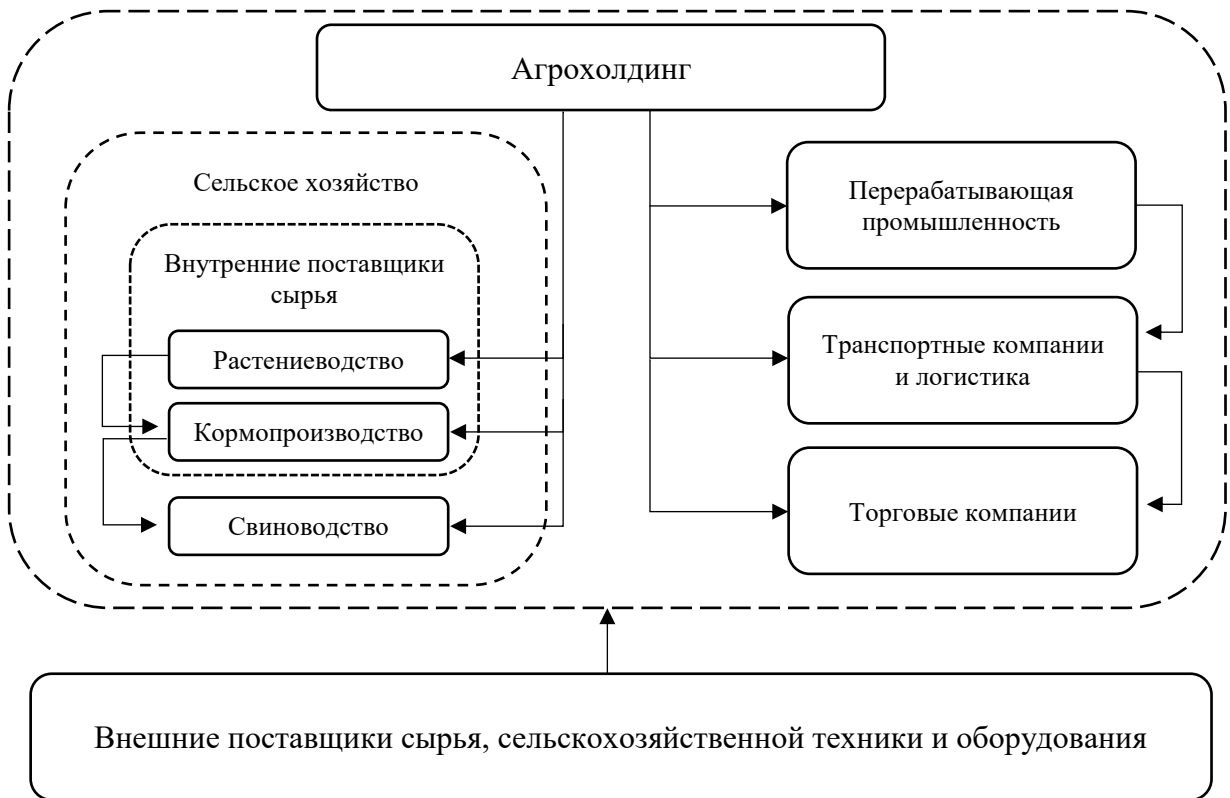 Агрохолдинг
Сельское хозяйство
Внутренние поставщики
сырья
Растениеводство
Кормопроизводство
Свиноводство
Перерабатывающая
промышленность
Транспортные компании
и логистика
Торговые компании
Внешние поставщики сырья, сельскохозяйственной техники и оборудования